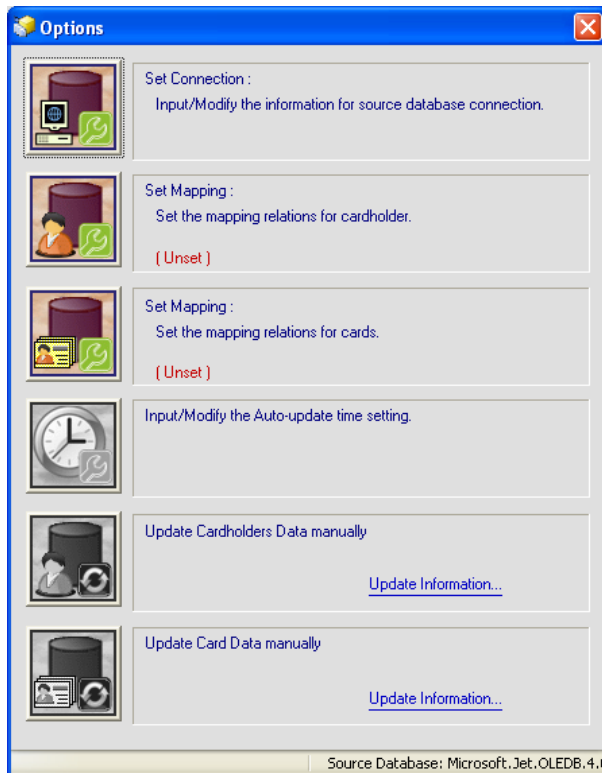 Options
Set Connection :
Input/Modify the information for source database connection.
Set Mapping :
Set the mapping relations for cardholder.
( Unset )
Set Mapping :
Set the mapping relations for cards.
( Unset )
Input/Modify the Auto-update time setting.
Update Cardholders Data manually
Update Information...
Update Card Data manually
Update Information...
Source Database: Microsoft.Jet.OLEDB.4.